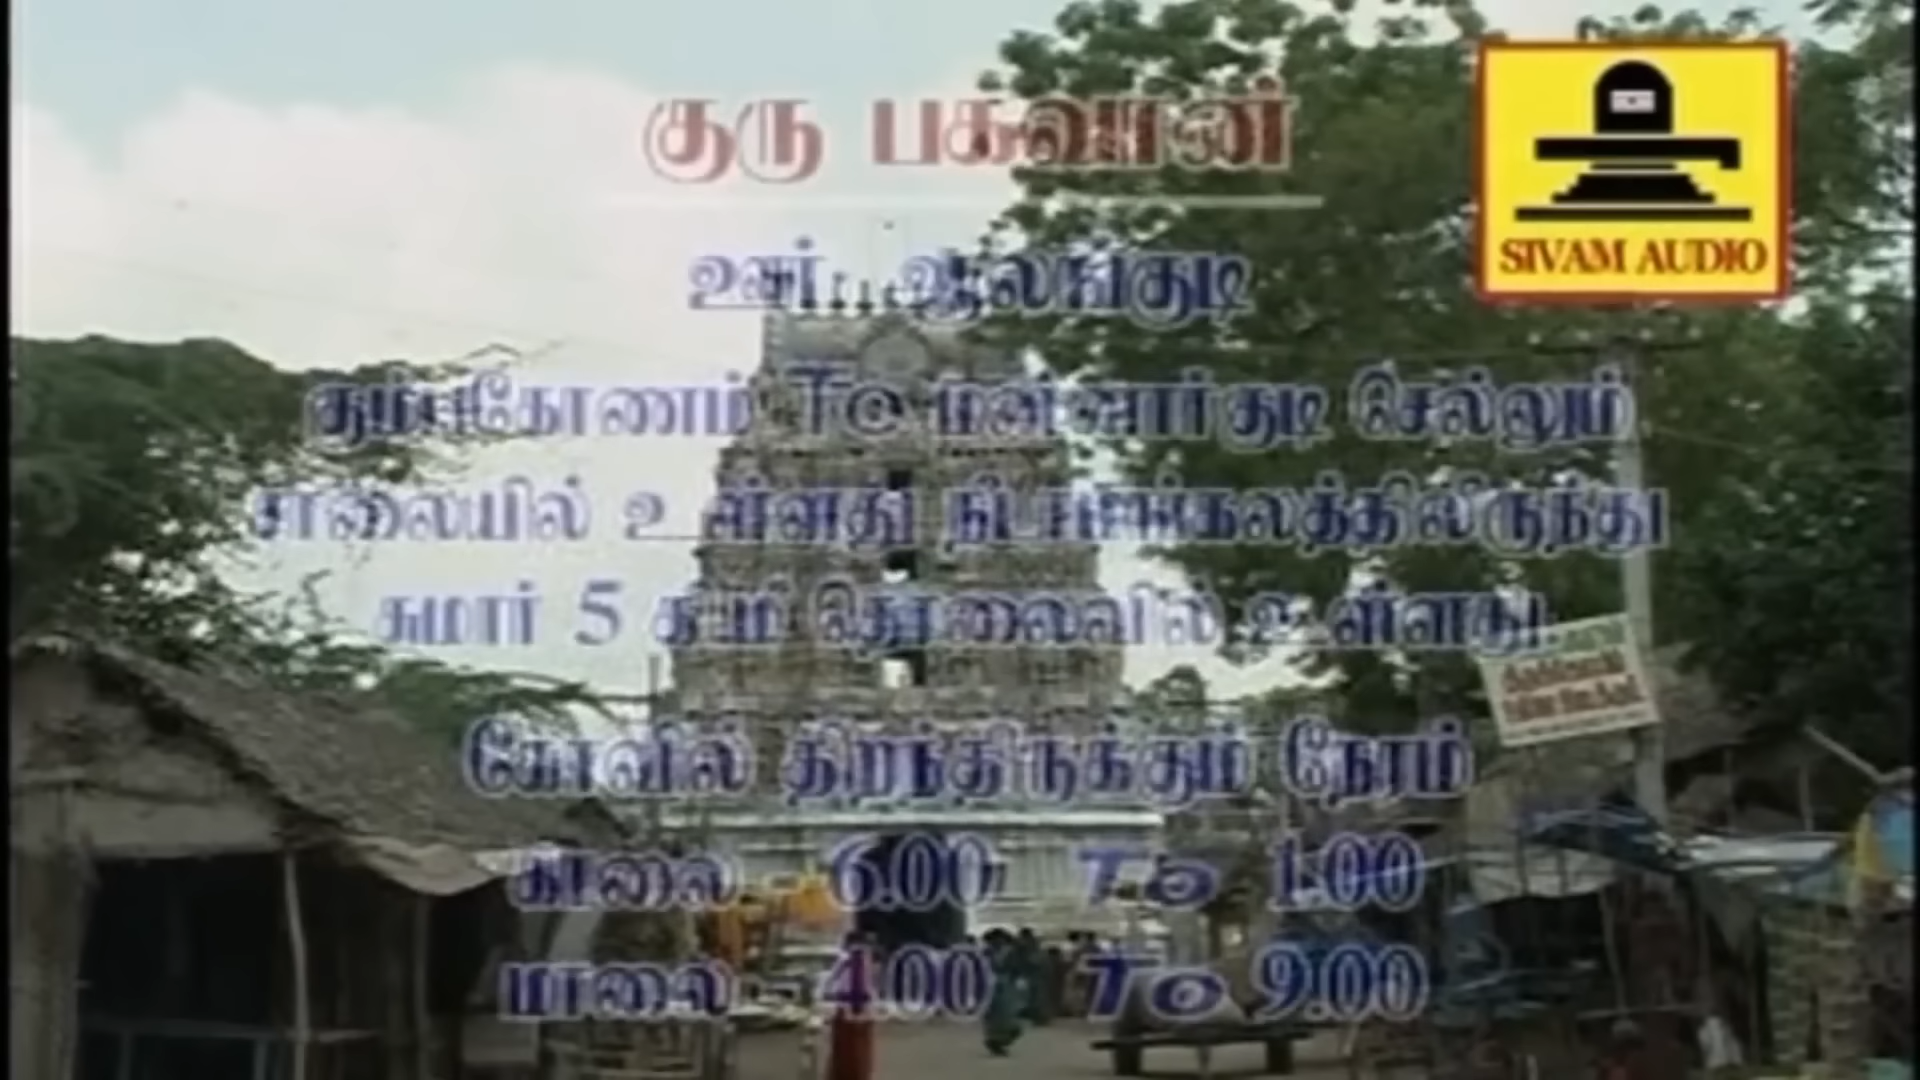 குரு பகவான்
ஊர்... ஆலங்குடி
SIVAM AUDIO
கும்பகோணம் To மன்னார்குடி செல்லும்
சாலையில் உள்ளது நீடாமங்கலத்திலிருந்து
சுமார் 5 கி.மீ தொலைவில் உள்ளது.
கோவில் திறந்திருக்கும் நேரம்
காலை - 6.00 To 1.00
மாலை - 4.00 To 9.00